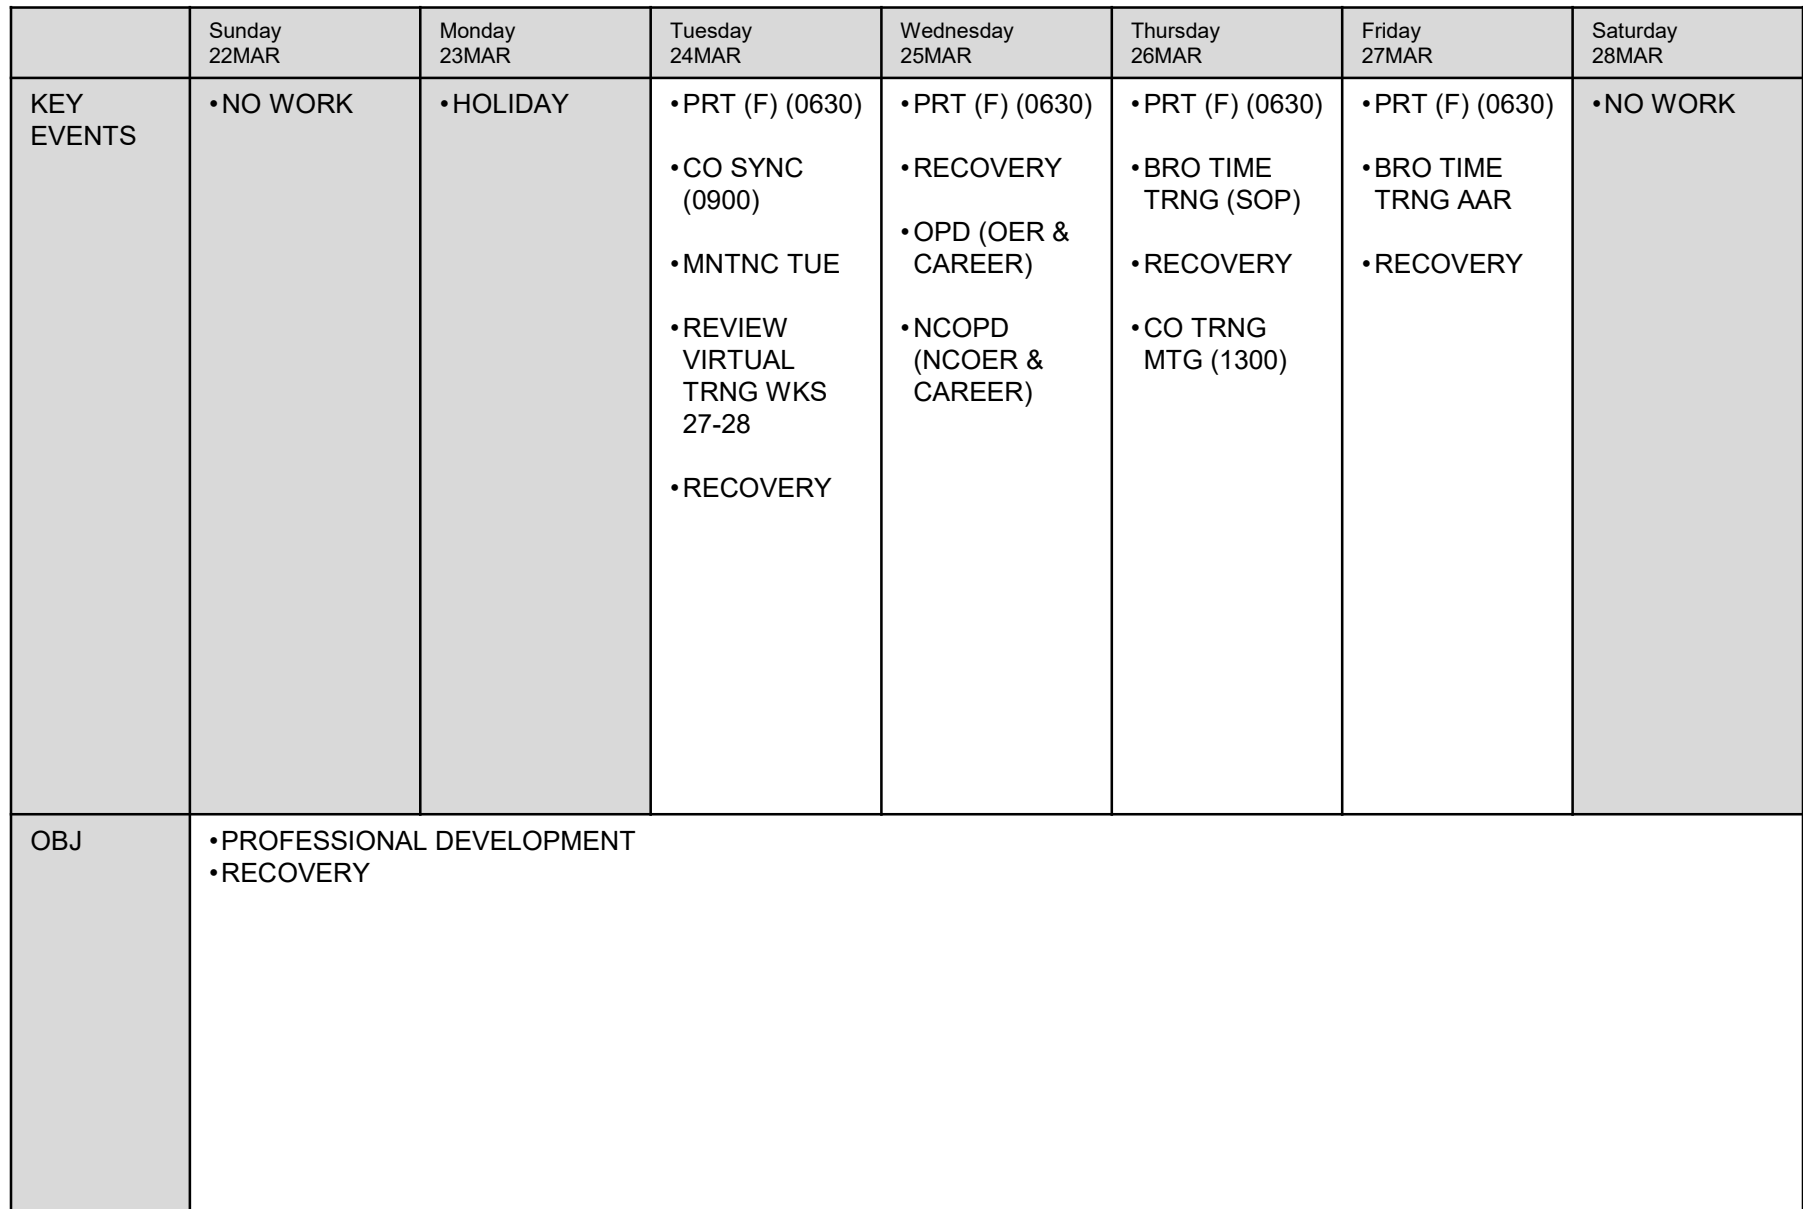 Sunday
22MAR
Monday
23MAR
Tuesday
24MAR
Wednesday
25MAR
Thursday
26MAR
Friday
27MAR
Saturday
28MAR
KEY
EVENTS
•NO WORK
•HOLIDAY
•PRT (F) (0630)
•CO SYNC
(0900)
•MNTNC TUE
•REVIEW
VIRTUAL
TRNG WKS
27-28
•RECOVERY
•PRT (F) (0630)
•RECOVERY
•OPD (OER &
CAREER)
•NCOPD
(NCOER &
CAREER)
•PRT (F) (0630)
•BRO TIME
TRNG (SOP)
•RECOVERY
•CO TRNG
MTG (1300)
•PRT (F) (0630)
•BRO TIME
TRNG AAR
•RECOVERY
•NO WORK
OBJ
•PROFESSIONAL DEVELOPMENT
•RECOVERY